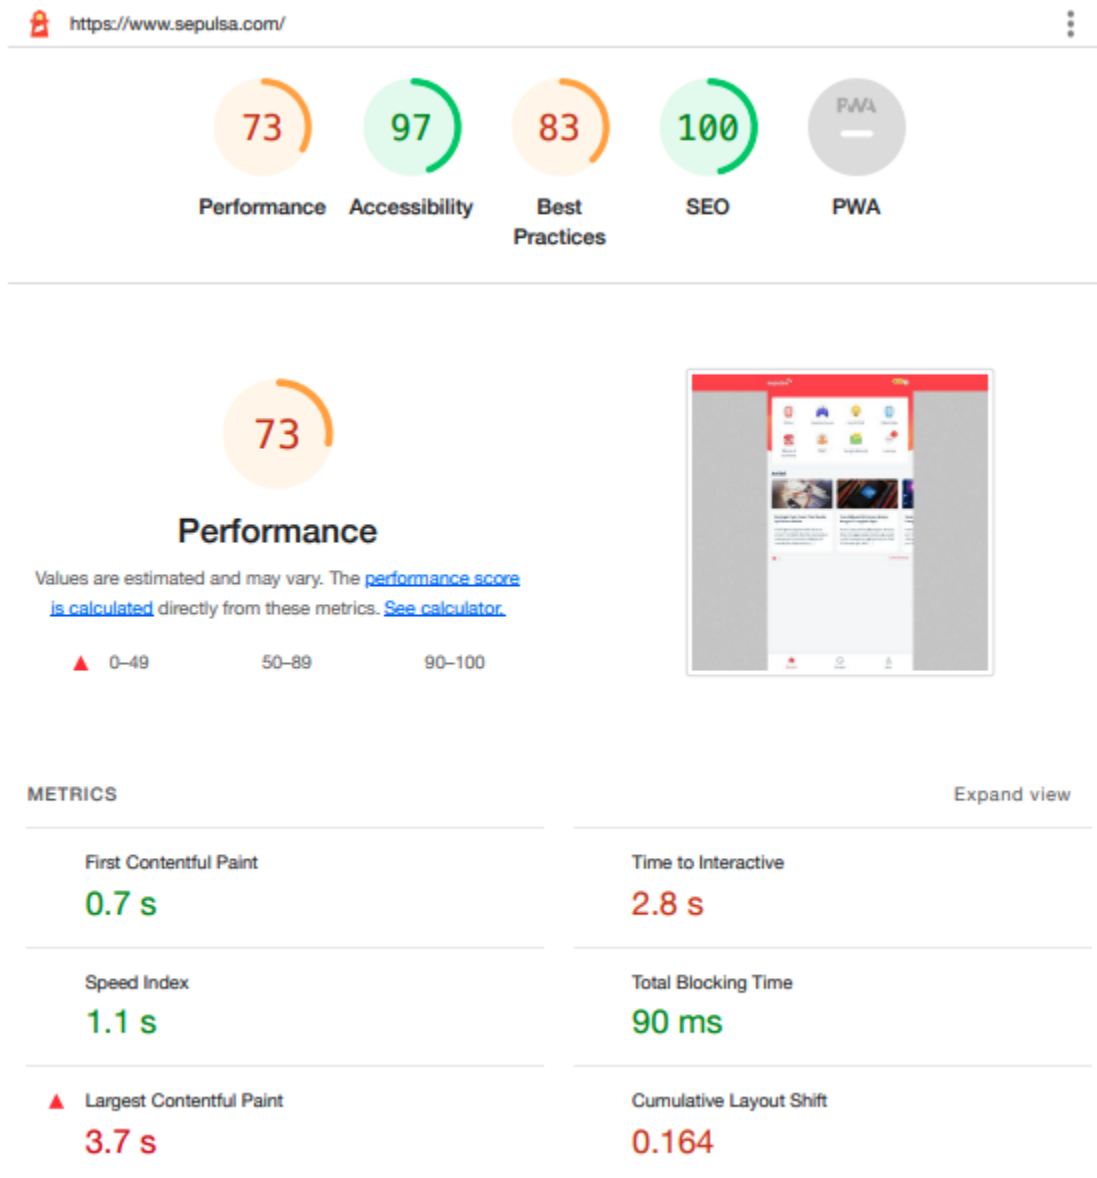 https://www.sepulsa.com/
73
97
83
100
PWA
Performance
Accessibility
Best
Practices
SEO
PWA
73
Performance
Values are estimated and may vary. The performance score
is calculated directly from these metrics. See calculator.
0–49
50–89
90–100
METRICS
Expand view
First Contentful Paint
0.7 s
Time to Interactive
2.8 s
Speed Index
1.1 s
Total Blocking Time
90 ms
Largest Contentful Paint
3.7 s
Cumulative Layout Shift
0.164